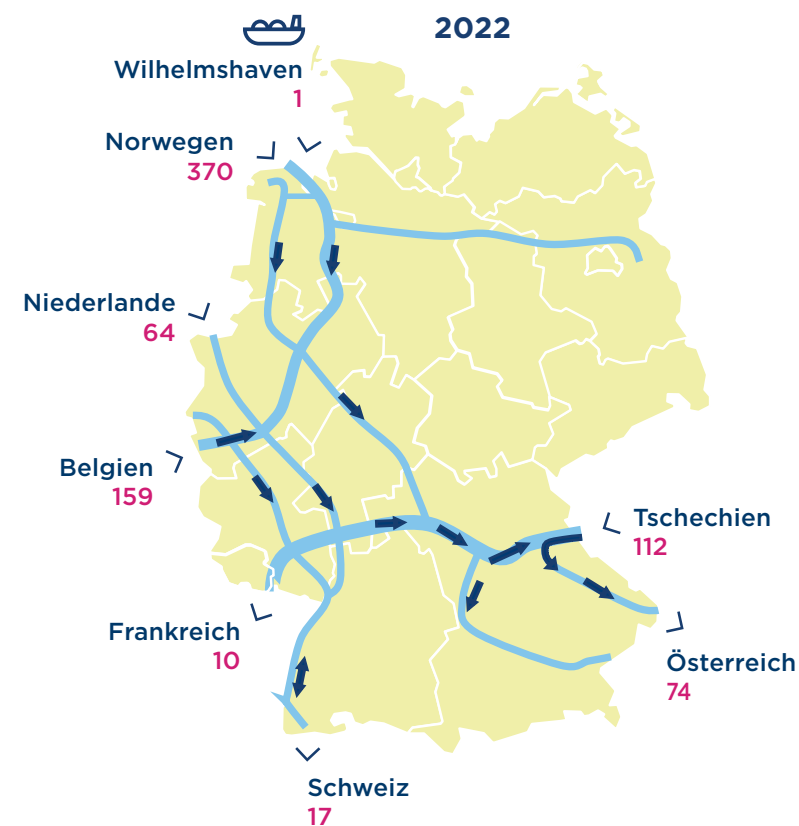 2022
Wilhelmshaven
1
Norwegen
370
Niederlande
64
Belgien
159
Tschechien
112
Frankreich
10
Österreich
74
Schweiz
17